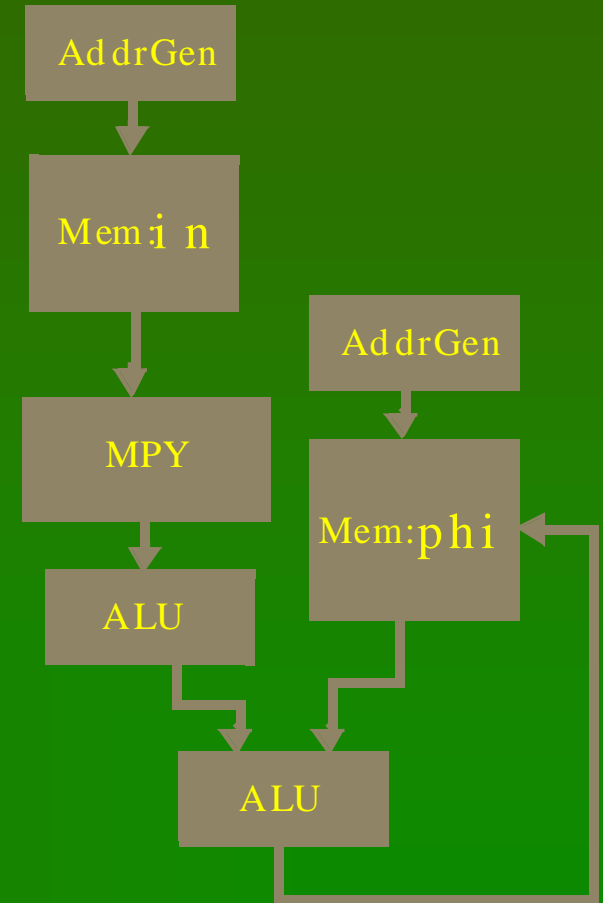 AddrGen
Mem:in
AddrGen
MPY
Mem:phi
ALU
ALU